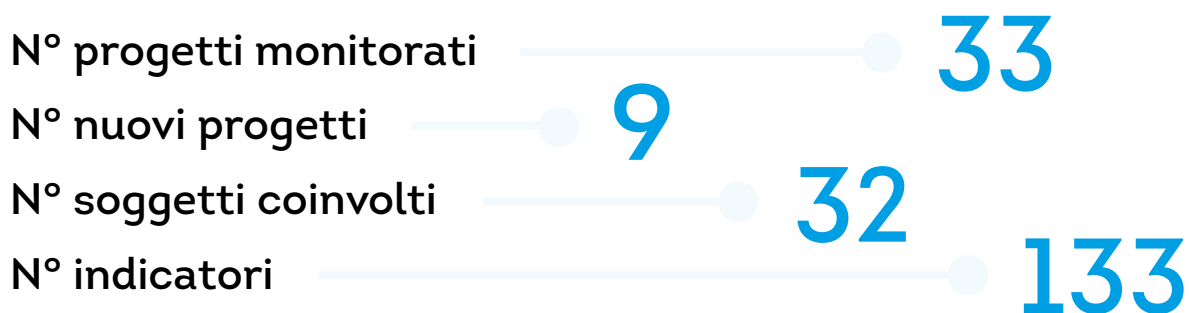 N° progetti monitorati 33
N° nuovi progetti 9
N° soggetti coinvolti 32
N° indicatori 133